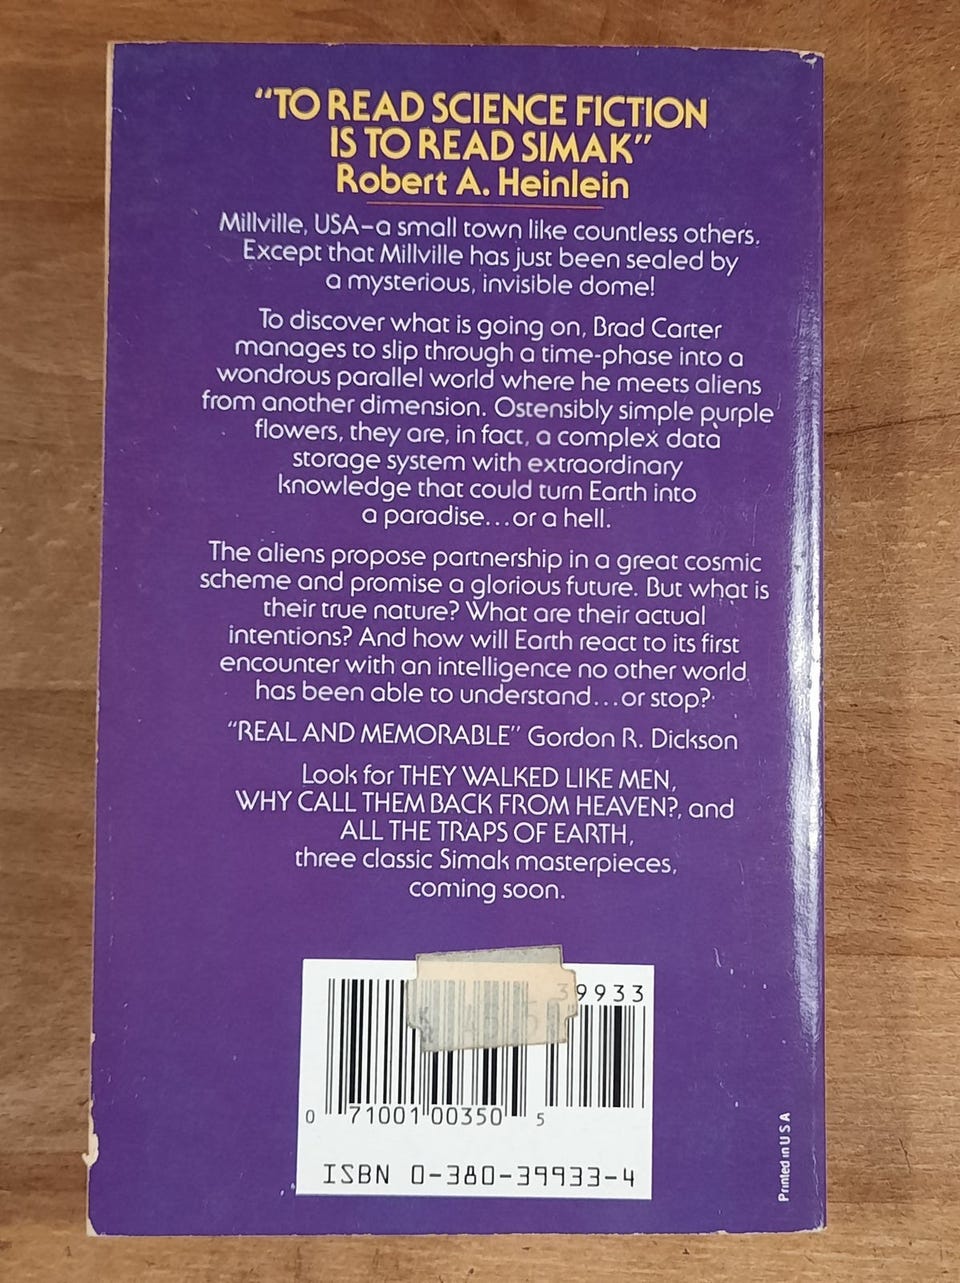 "TO READ SCIENCE FICTION
IS TO READ SIMAK"
Robert A. Heinlein
Millville, USA–a small town like countless others.
Except that Millville has just been sealed by
a mysterious, invisible dome!
To discover what is going on, Brad Carter
manages to slip through a time-phase into a
wondrous parallel world where he meets aliens
from another dimension. Ostensibly simple purple
flowers, they are, in fact, a complex data
storage system with extraordinary
knowledge that could turn Earth into
a paradise...or a hell.
The aliens propose partnership in a great cosmic
scheme and promise a glorious future. But what is
their true nature? What are their actual
intentions? And how will Earth react to its first
encounter with an intelligence no other world
has been able to understand...or stop?
"REAL AND MEMORABLE" Gordon R. Dickson
Look for THEY WALKED LIKE MEN,
WHY CALL THEM BACK FROM HEAVEN?, and
ALL THE TRAPS OF EARTH,
three classic Simak masterpieces,
coming soon.
39933
0 71001 00350 5
ISBN 0-380-39933-4
Printed in U S A